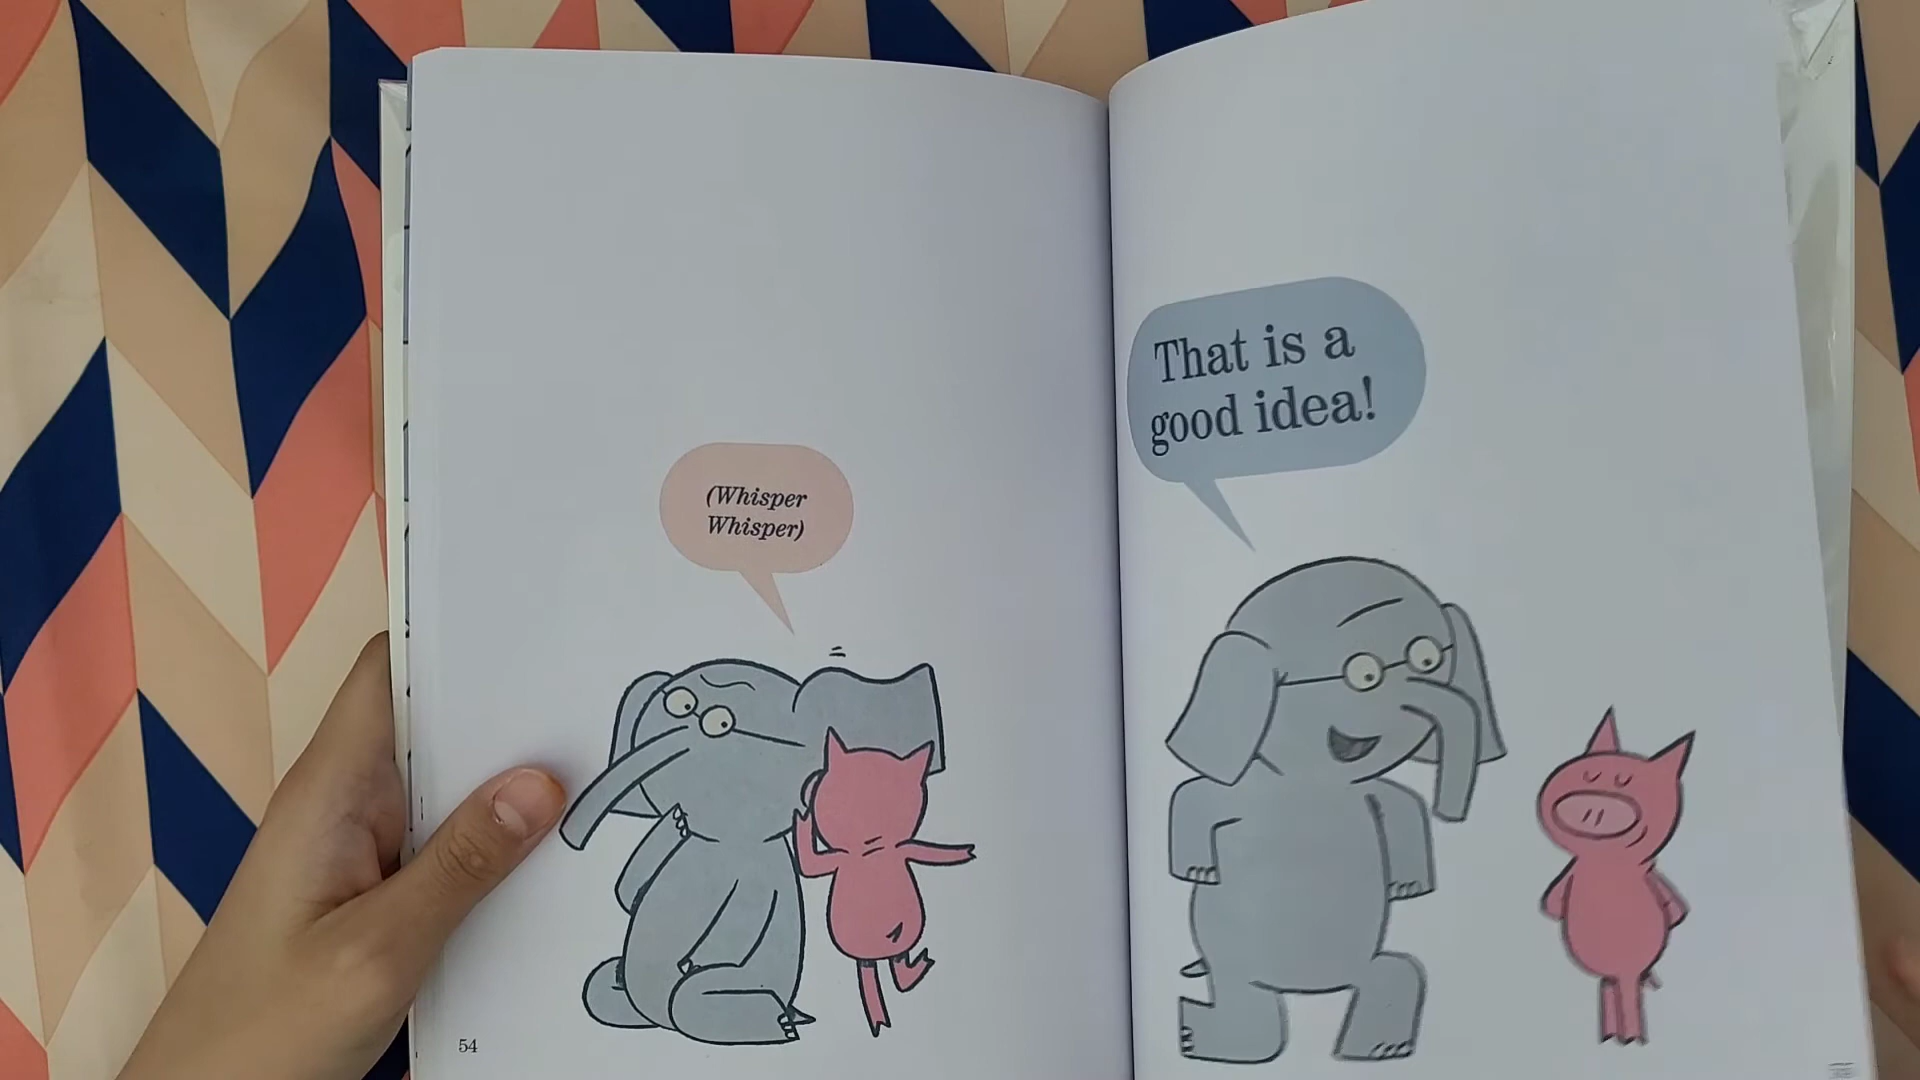 (Whisper
Whisper)
That is a
good idea!
54